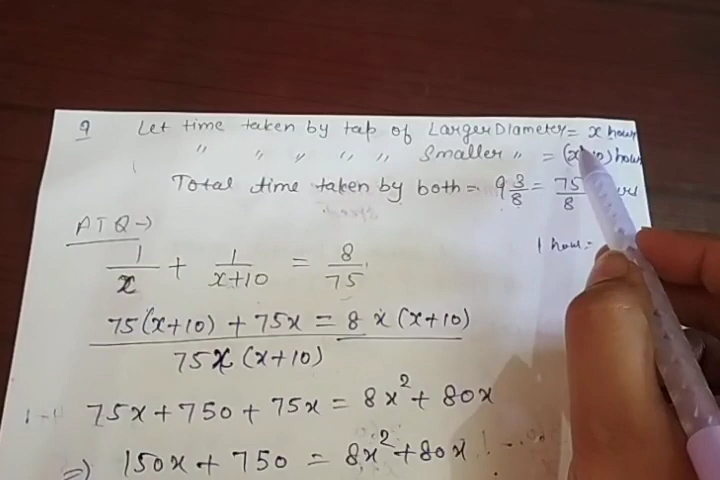 9 Let time taken by tap of Larger Diameter = x hour
" " " " " Smaller " = (x+10) hour
Total time taken by both = 9 3/8 = 75/8
ATQ→
1/x + 1/x+10 = 8/75
1 hour =
75(x+10) + 75x = 8 x (x+10)
75x (x+10)
75x + 750 + 75x = 8x² + 80x
=) 150x + 750 = 8x² + 80x